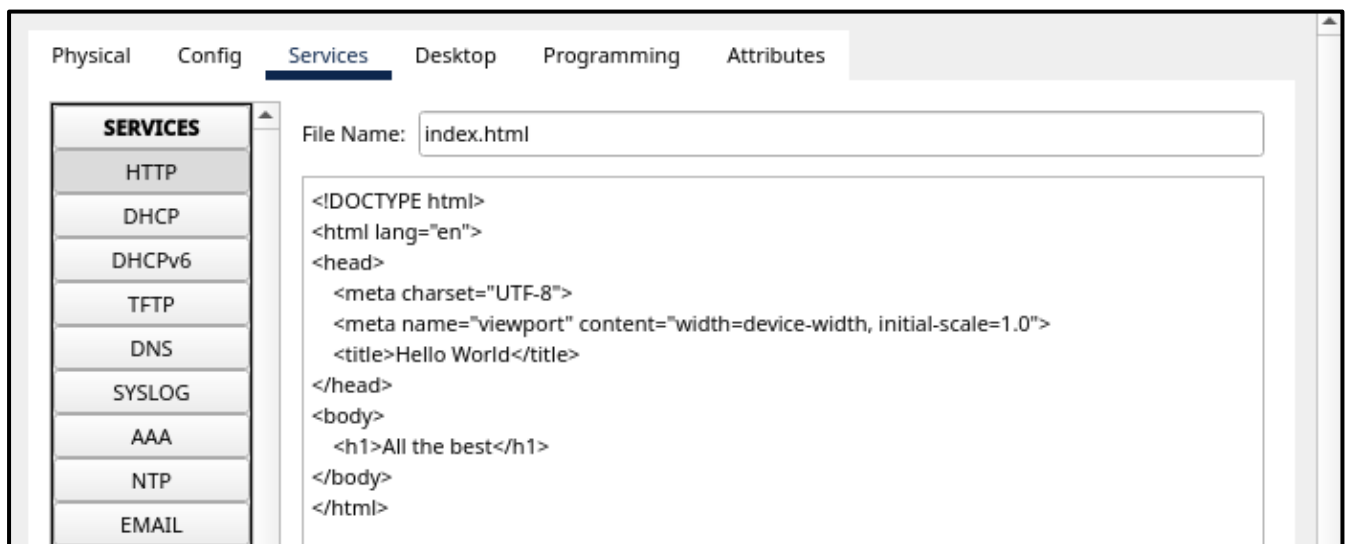 Physical Config Services Desktop Programming Attributes
SERVICES
HTTP
DHCP
DHCPv6
TFTP
DNS
SYSLOG
AAA
NTP
EMAIL
File Name: index.html
<!DOCTYPE html>
<html lang="en">
<head>
<meta charset="UTF-8">
<meta name="viewport" content="width=device-width, initial-scale=1.0">
<title>Hello World</title>
</head>
<body>
<h1>All the best</h1>
</body>
</html>